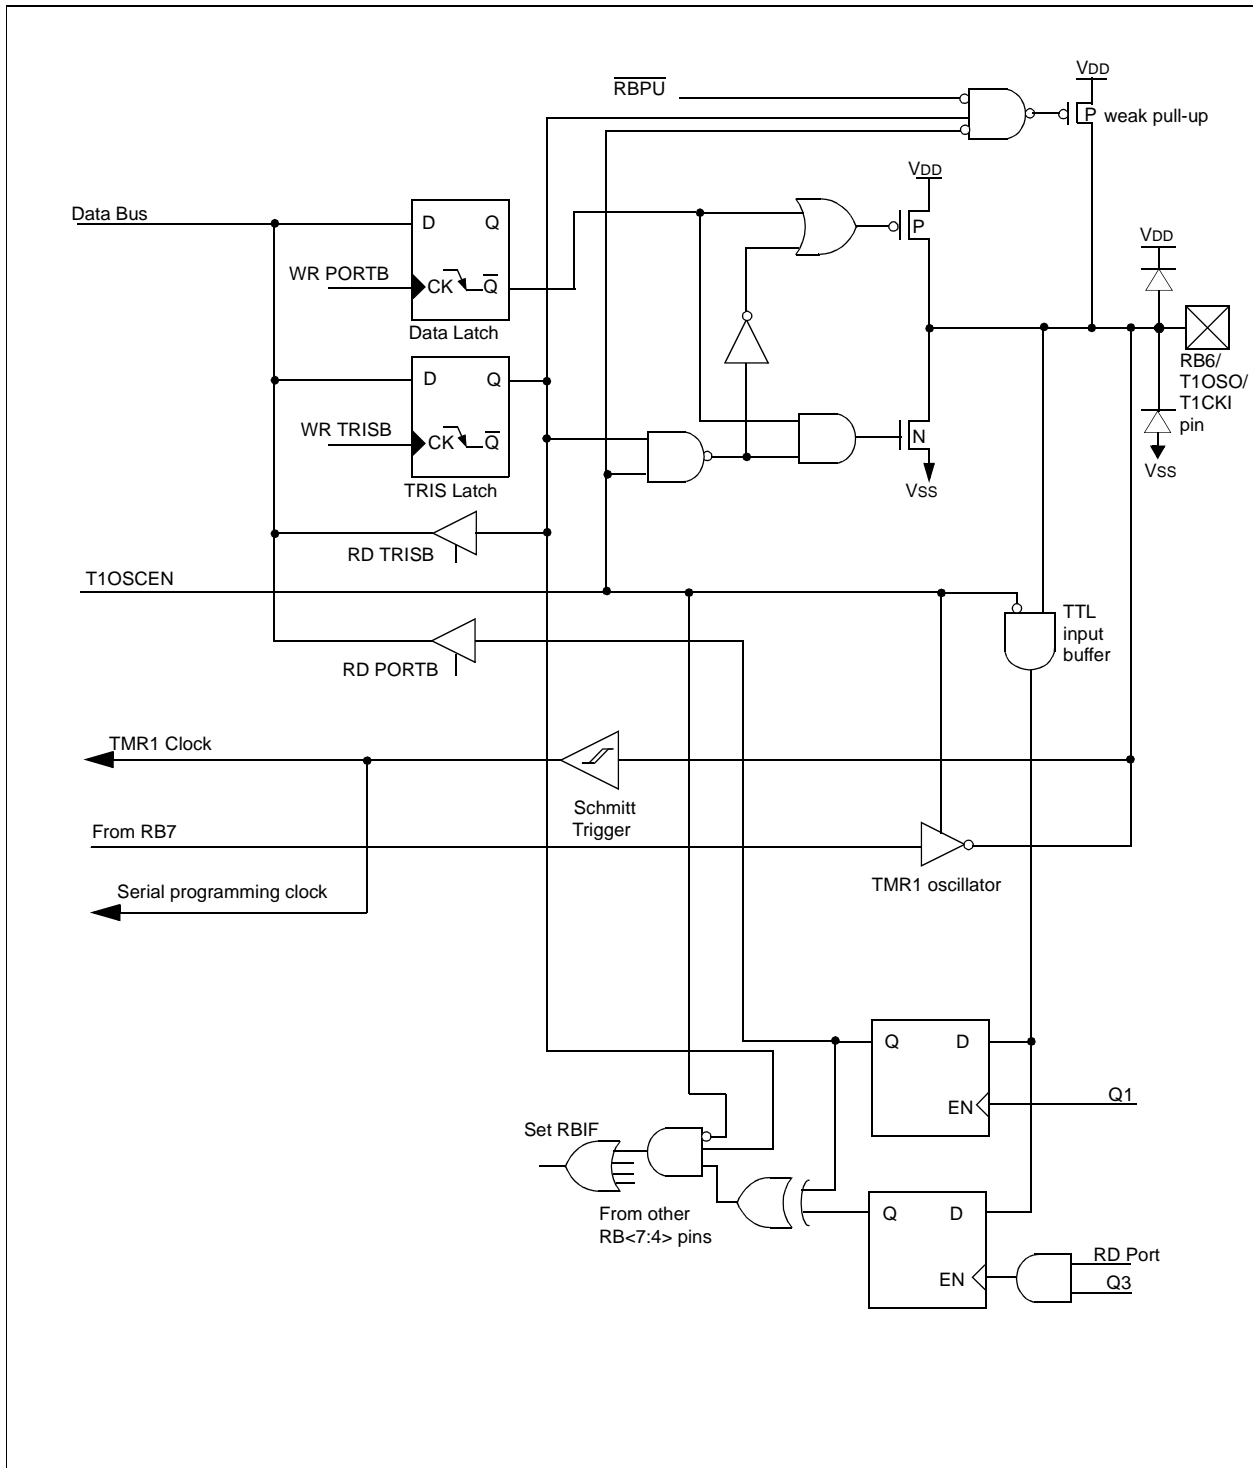 VDD
RBPU
P weak pull-up
VDD
Data Bus
D Q
P
VDD
WR PORTB
CK Q
Data Latch
RB6/
T1OSO/
T1CKI
pin
D Q
WR TRISB
CK Q
N
TRIS Latch
VSS
VSS
RD TRISB
T1OSCEN
TTL
input
buffer
RD PORTB
TMR1 Clock
Schmitt
Trigger
From RB7
TMR1 oscillator
Serial programming clock
Q D
EN
Q1
Set RBIF
From other
RB<7:4> pins
Q D
RD Port
EN
Q3